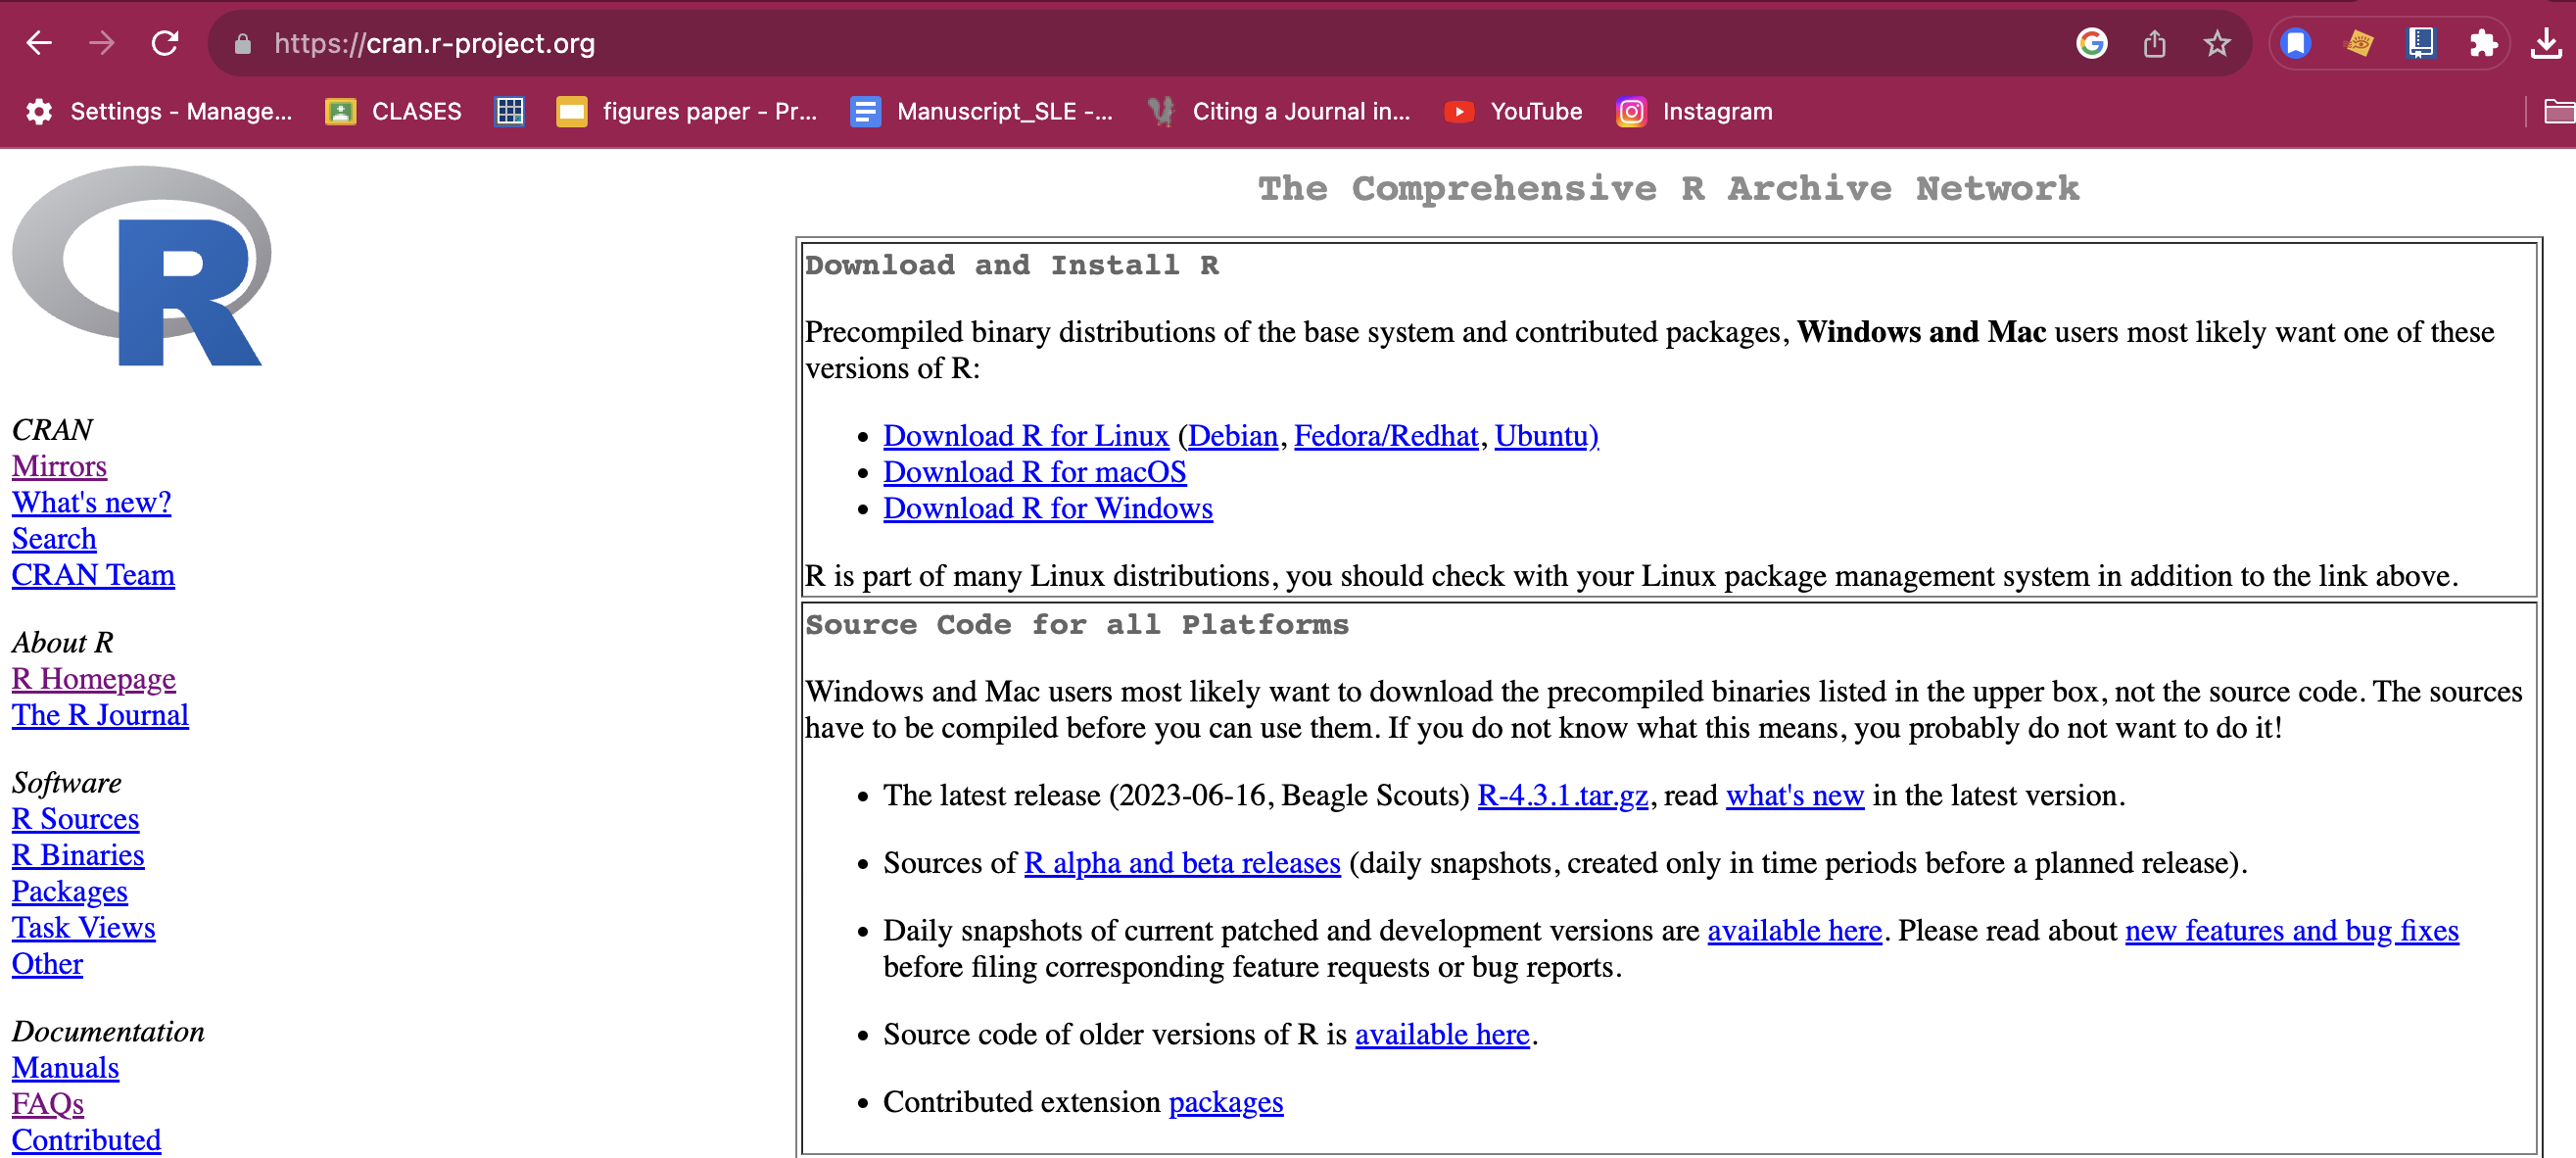 https://cran.r-project.org
Settings - Manage... CLASES figures paper - Pr... Manuscript_SLE -... Citing a Journal in... YouTube Instagram
R
CRAN
Mirrors
What's new?
Search
CRAN Team
About R
R Homepage
The R Journal
Software
R Sources
R Binaries
Packages
Task Views
Other
Documentation
Manuals
FAQs
Contributed
The Comprehensive R Archive Network
Download and Install R
Precompiled binary distributions of the base system and contributed packages, Windows and Mac users most likely want one of these
versions of R:
• Download R for Linux (Debian, Fedora/Redhat, Ubuntu)
• Download R for macOS
• Download R for Windows
R is part of many Linux distributions, you should check with your Linux package management system in addition to the link above.
Source Code for all Platforms
Windows and Mac users most likely want to download the precompiled binaries listed in the upper box, not the source code. The sources
have to be compiled before you can use them. If you do not know what this means, you probably do not want to do it!
• The latest release (2023-06-16, Beagle Scouts) R-4.3.1.tar.gz, read what's new in the latest version.
• Sources of R alpha and beta releases (daily snapshots, created only in time periods before a planned release).
• Daily snapshots of current patched and development versions are available here. Please read about new features and bug fixes
before filing corresponding feature requests or bug reports.
• Source code of older versions of R is available here.
• Contributed extension packages